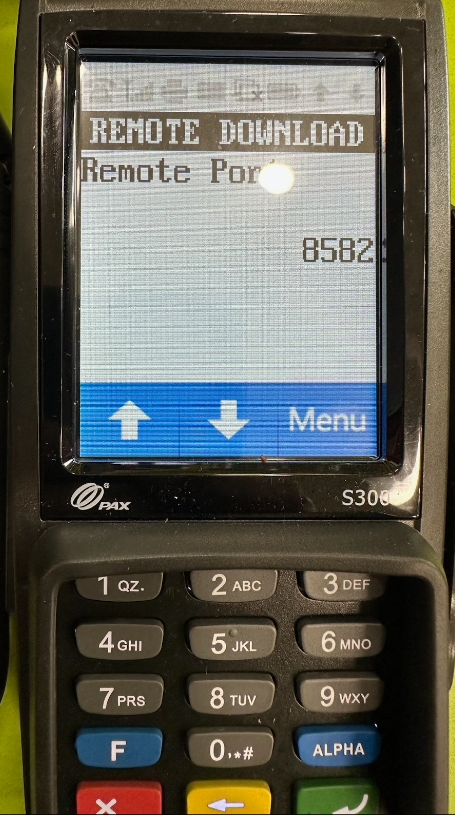 REMOTE DOWNLOAD
Remote Port
8582
Menu
PAX
S300
1 QZ.
2 ABC
3 DEF
4 GHI
5 JKL
6 MNO
7 PRS
8 TUV
9 WXY
F
0,*#
ALPHA